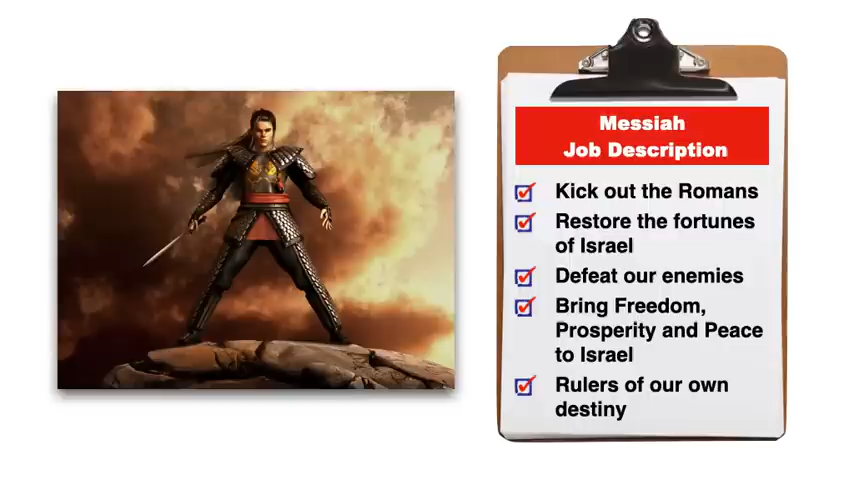 Messiah
Job Description
Kick out the Romans
Restore the fortunes
of Israel
Defeat our enemies
Bring Freedom,
Prosperity and Peace
to Israel
Rulers of our own
destiny